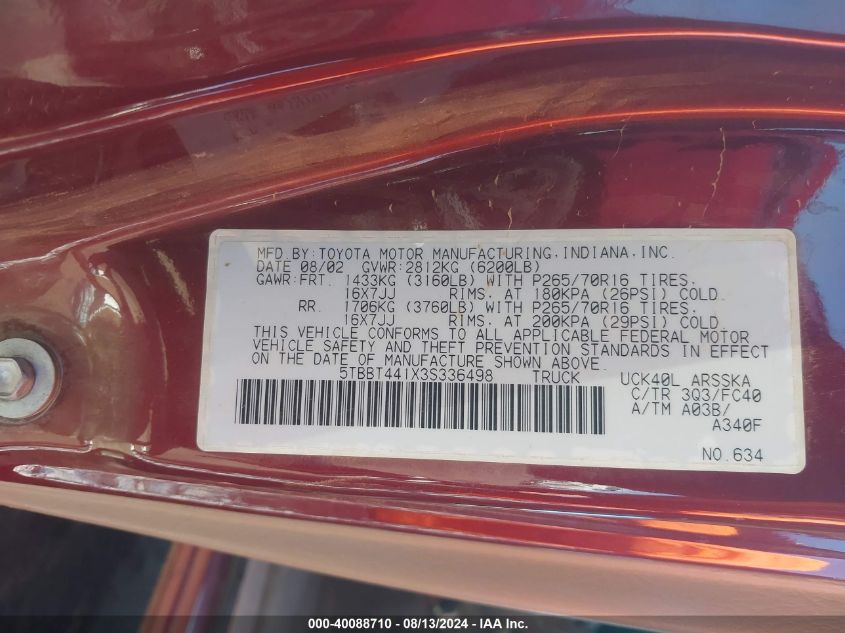 MFD.BY:TOYOTA MOTOR MANUFACTURING,INDIANA,INC.
DATE 08/02 GVWR:2812KG (6200LB)
GAWR:FRT. 1433KG (3160LB) WITH P265/70R16 TIRES.
16X7JJ RIMS. AT 180KPA (26PSI) COLD.
RR. 1706KG (3760LB) WITH P265/70R16 TIRES.
16X7JJ RIMS. AT 200KPA (29PSI) COLD.
THIS VEHICLE CONFORMS TO ALL APPLICABLE FEDERAL MOTOR
VEHICLE SAFETY AND THEFT PREVENTION STANDARDS IN EFFECT
ON THE DATE OF MANUFACTURE SHOWN ABOVE.
5TBBT441X3S336498 TRUCK
UCK40L ARSSKA
C/TR 3Q3/FC40
A/TM A03B/
A340F
NO.634
000-40088710 - 08/13/2024 - IAA Inc.